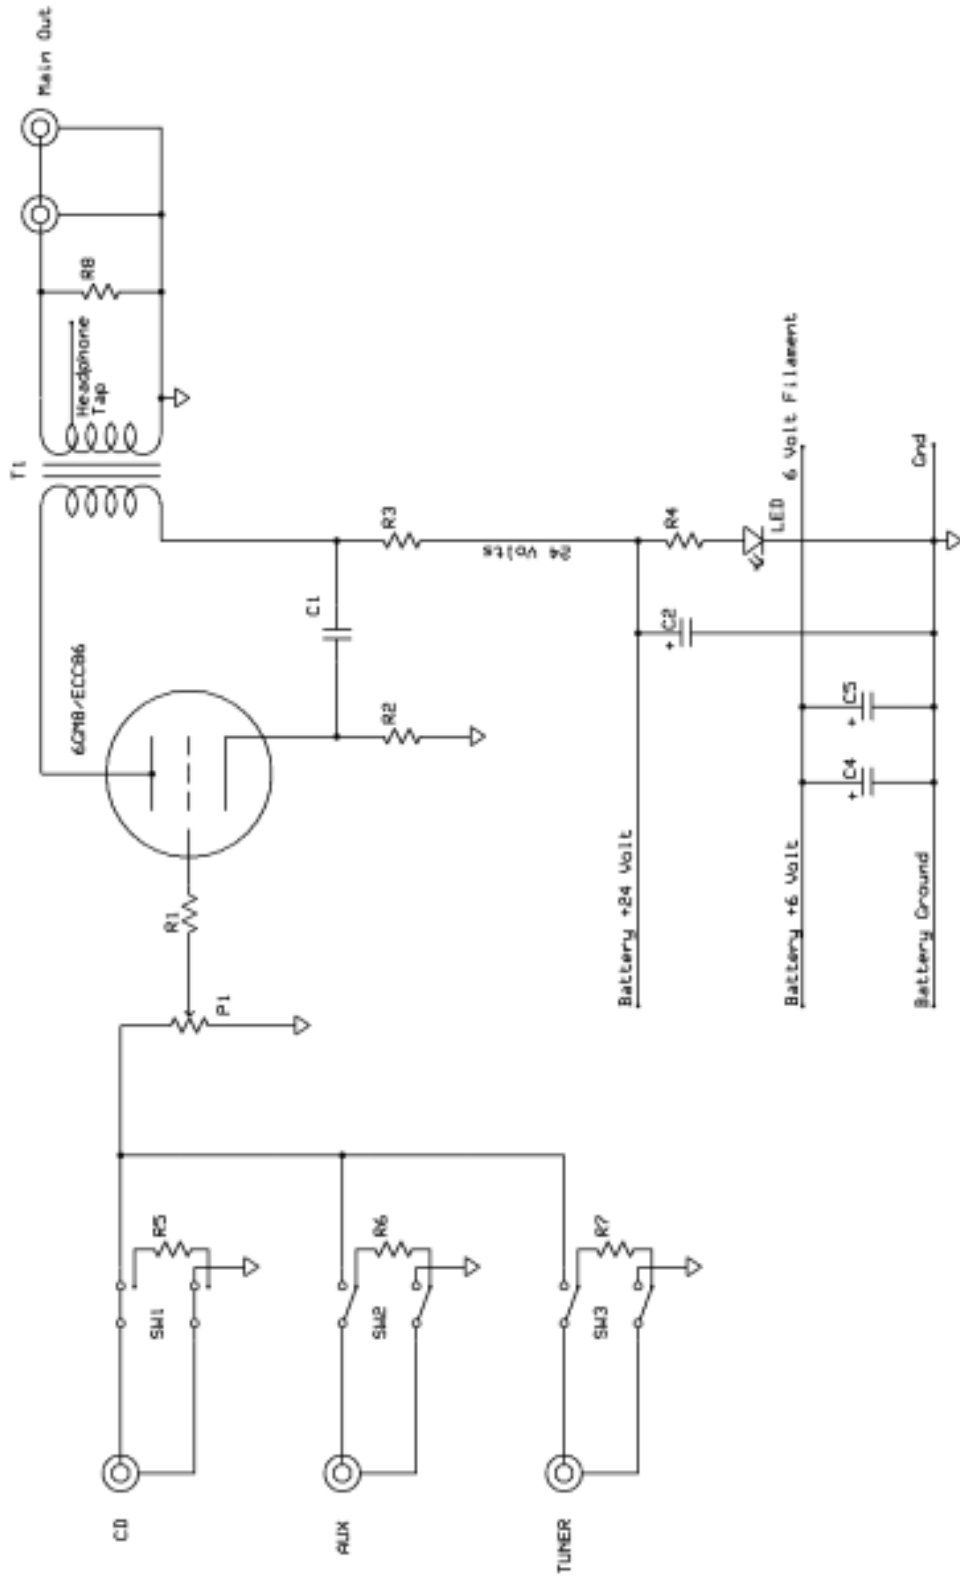 Main Out
R8
Headphone
Tap
T1
6GM8/ECC86
C1
R3
24 Volts
R2
R4
LED
6 Volt Filament
Gnd
+
C2
+
C5
+
C4
Battery +24 Volt
Battery +6 Volt
Battery Ground
R1
P1
R5
SW1
R6
SW2
R7
SW3
CD
AUX
TUNER